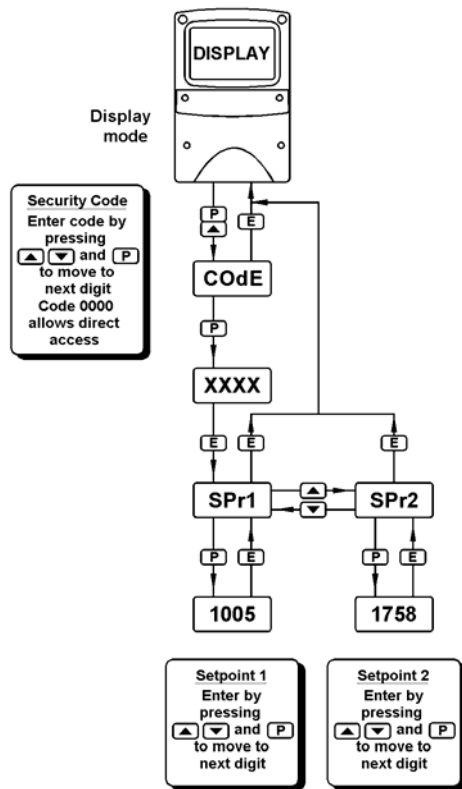 DISPLAY
Display
mode
P
▲
E
Security Code
Enter code by
pressing
▲ ▼ and P
to move to
next digit
Code 0000
allows direct
access
COdE
P
XXXX
E E E
SPr1 ▲ SPr2
▼
P E P E
1005 1758
Setpoint 1
Enter by
pressing
▲ ▼ and P
to move to
next digit
Setpoint 2
Enter by
pressing
▲ ▼ and P
to move to
next digit